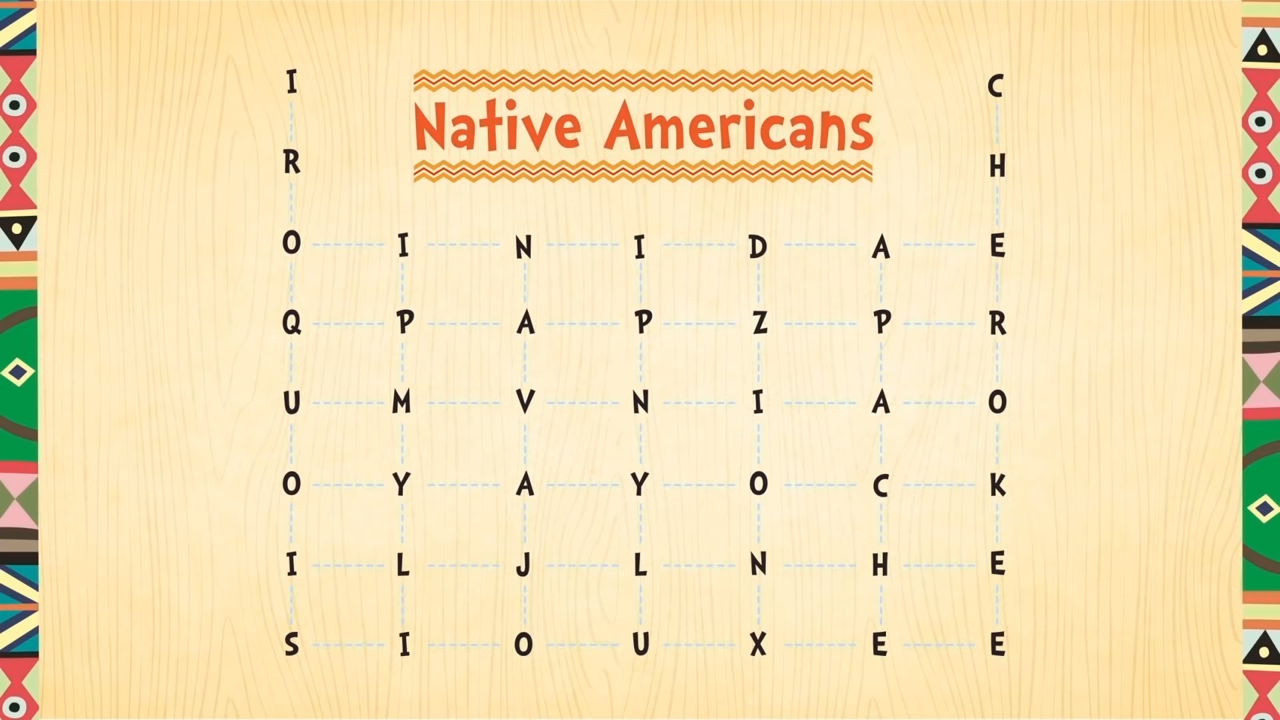 I C
Native Americans
R H
O I N I D A E
Q P A P Z P R
U M V N I A O
O Y A Y O C K
I L J L N H E
S I O U X E E